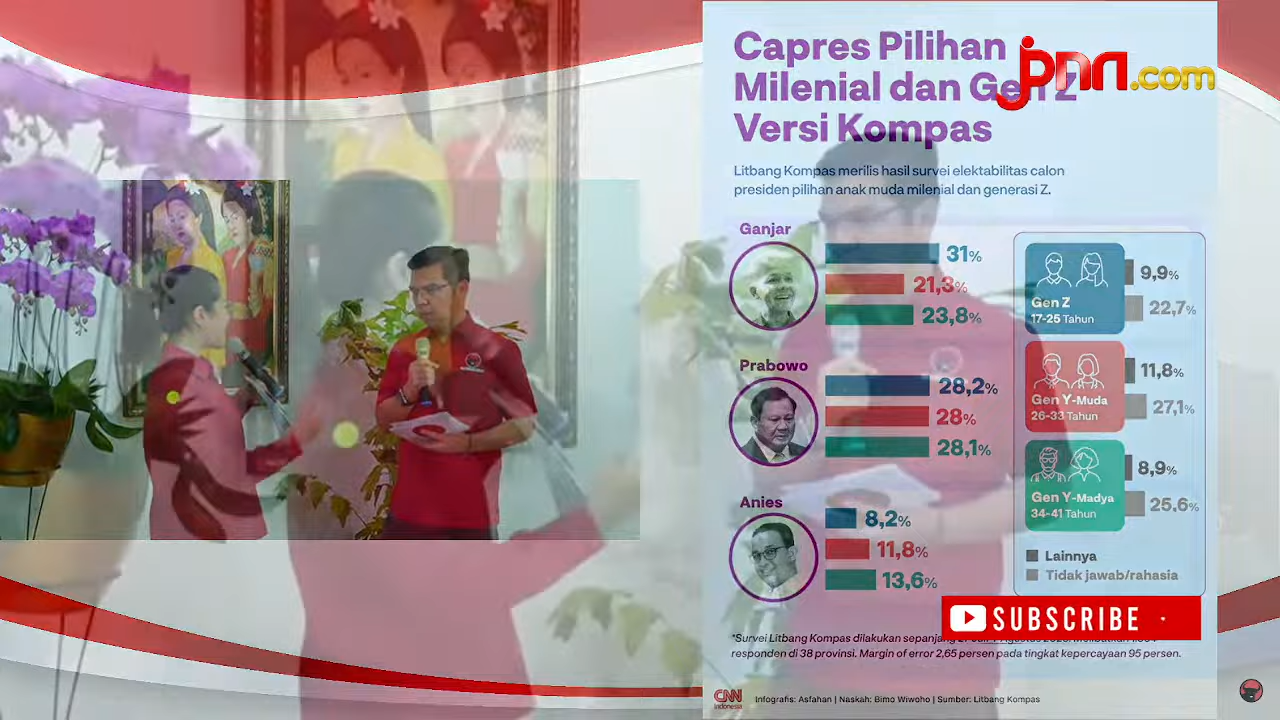 Capres Pilihan
Milenial dan Gen Z
Versi Kompas
jpnn.com
Litbang Kompas merilis hasil survei elektabilitas calon
presiden pilihan anak muda milenial dan generasi Z.
Ganjar
31%
21,3%
23,8%
Prabowo
28,2%
28%
28,1%
Anies
8,2%
11,8%
13,6%
Gen Z
17-25 Tahun
9,9%
22,7%
Gen Y-Muda
26-33 Tahun
11,8%
27,1%
Gen Y-Madya
34-41 Tahun
8,9%
25,6%
Lainnya
Tidak jawab/rahasia
SUBSCRIBE
*Survei Litbang Kompas dilakukan sepanjang
responden di 38 provinsi. Margin of error 2,65 persen pada tingkat kepercayaan 95 persen.
CNN
Indonesia
Infografis: Asfahan | Naskah: Bimo Wiwoho | Sumber: Litbang Kompas